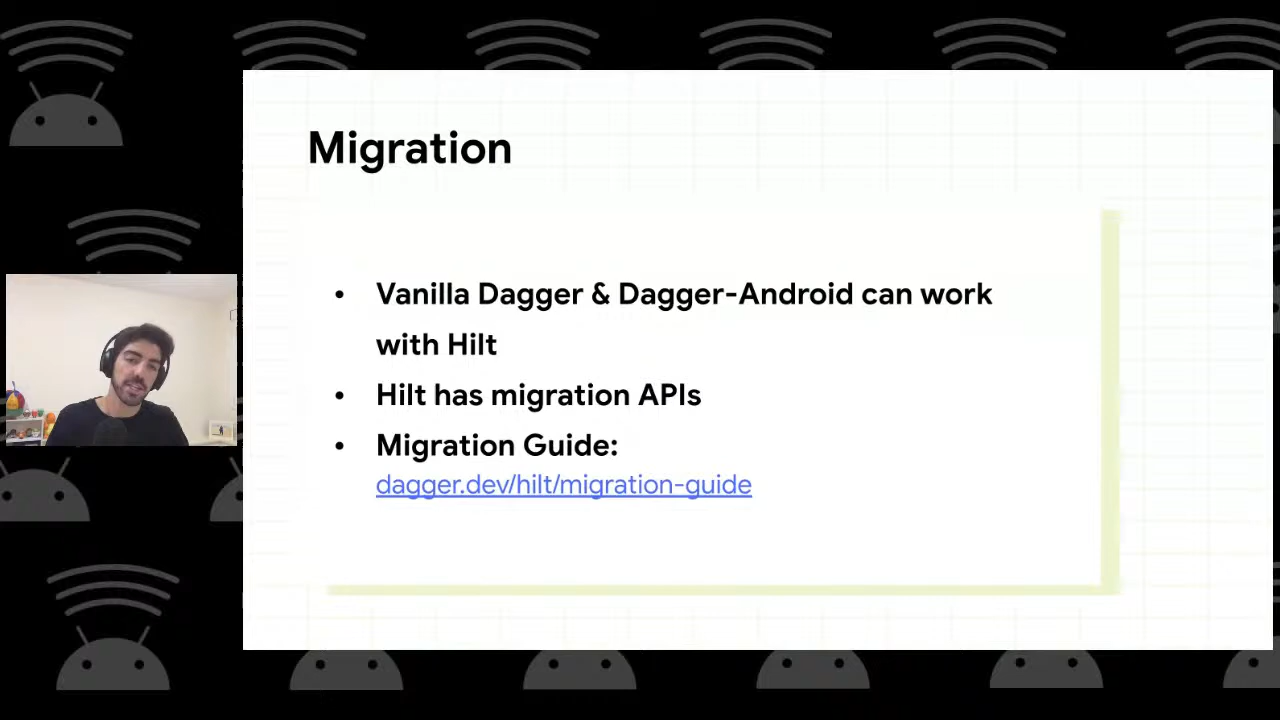 Migration
• Vanilla Dagger & Dagger-Android can work
with Hilt
• Hilt has migration APIs
• Migration Guide:
dagger.dev/hilt/migration-guide